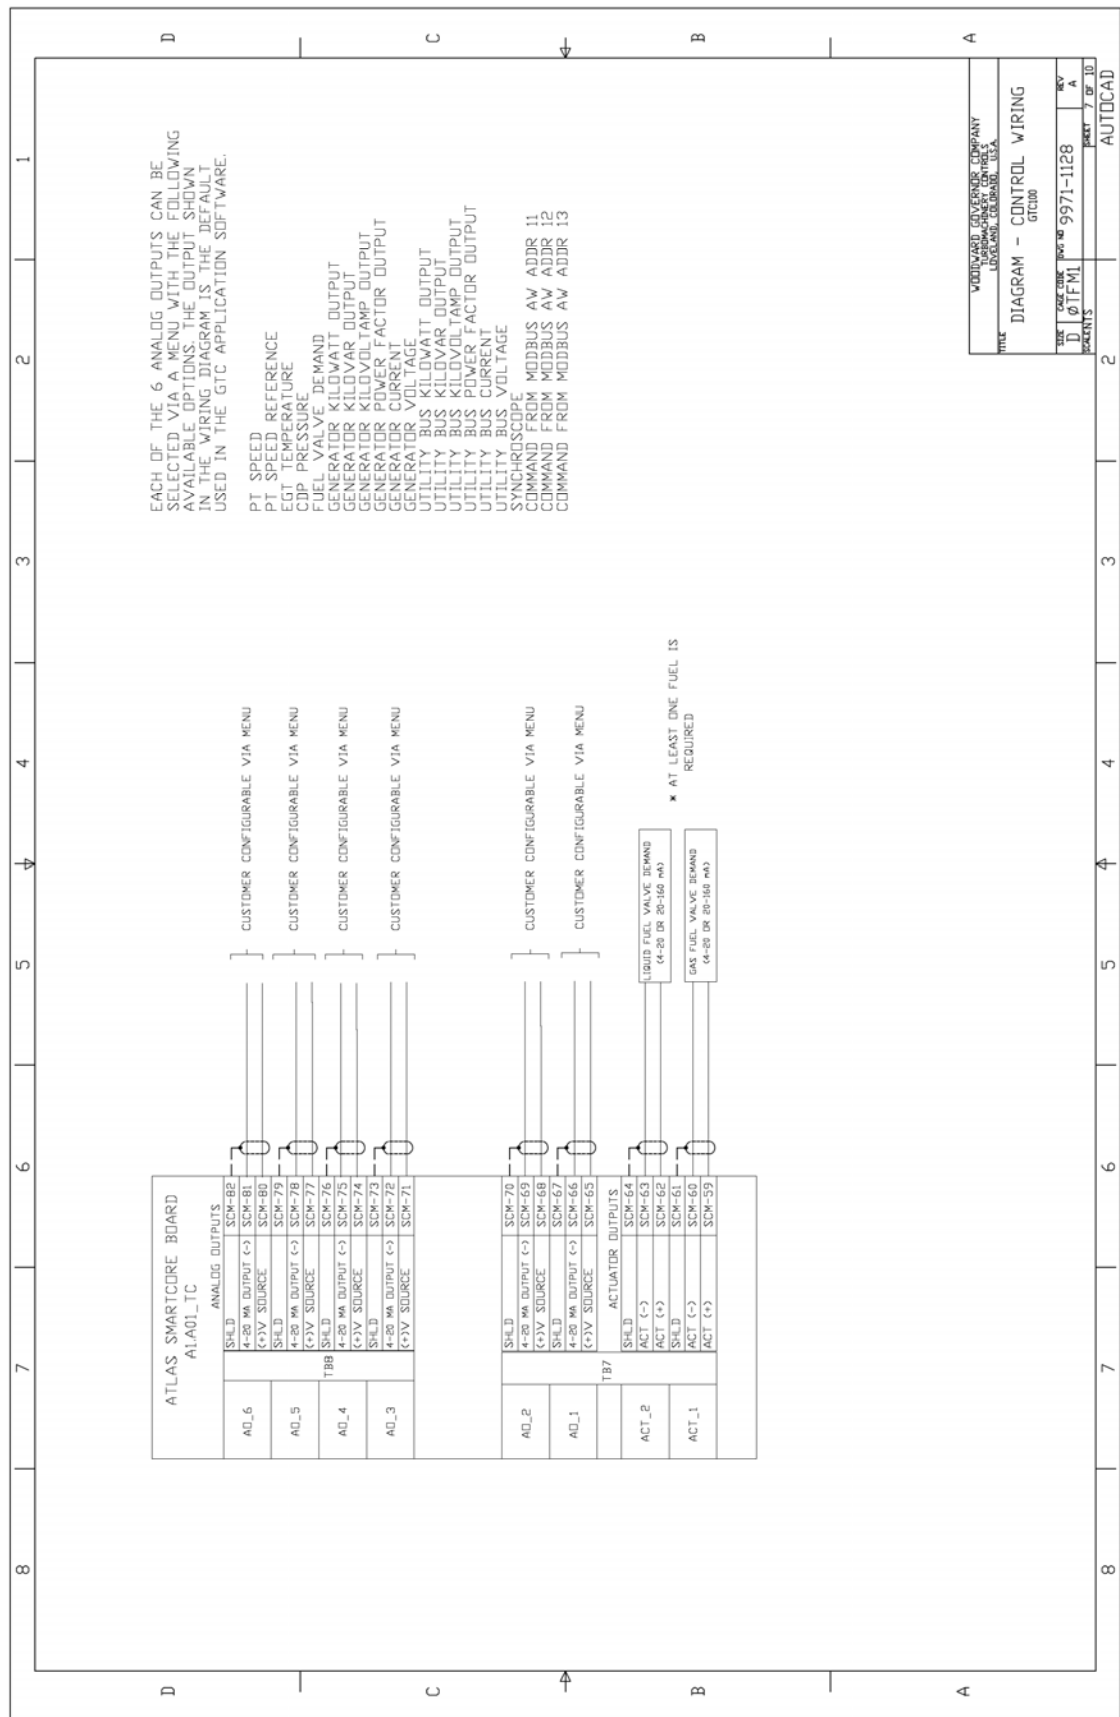 8
7
6
5
4
3
2
1
D
D
C
C
B
B
A
A
8
7
6
5
4
3
2
AUTOCAD
ATLAS SMARTCORE BOARD
A1.A01_TC
ANALOG OUTPUTS
AO_6
TB8
SHLD SCM-82
4-20 MA OUTPUT (-) SCM-81
(+)V SOURCE SCM-80
CUSTOMER CONFIGURABLE VIA MENU
AO_5
SHLD SCM-79
4-20 MA OUTPUT (-) SCM-78
(+)V SOURCE SCM-77
CUSTOMER CONFIGURABLE VIA MENU
AO_4
SHLD SCM-76
4-20 MA OUTPUT (-) SCM-75
(+)V SOURCE SCM-74
CUSTOMER CONFIGURABLE VIA MENU
AO_3
SHLD SCM-73
4-20 MA OUTPUT (-) SCM-72
(+)V SOURCE SCM-71
CUSTOMER CONFIGURABLE VIA MENU
AO_2
TB7
SHLD SCM-70
4-20 MA OUTPUT (-) SCM-69
(+)V SOURCE SCM-68
CUSTOMER CONFIGURABLE VIA MENU
AO_1
SHLD SCM-67
4-20 MA OUTPUT (-) SCM-66
(+)V SOURCE SCM-65
CUSTOMER CONFIGURABLE VIA MENU
ACTUATOR OUTPUTS
ACT_2
SHLD SCM-64
ACT (-) SCM-63
ACT (+) SCM-62
LIQUID FUEL VALVE DEMAND
(4-20 OR 20-160 mA)
ACT_1
SHLD SCM-61
ACT (-) SCM-60
ACT (+) SCM-59
GAS FUEL VALVE DEMAND
(4-20 OR 20-160 mA)
* AT LEAST ONE FUEL IS
REQUIRED
EACH OF THE 6 ANALOG OUTPUTS CAN BE
SELECTED VIA A MENU WITH THE FOLLOWING
AVAILABLE OPTIONS. THE OUTPUT SHOWN
IN THE WIRING DIAGRAM IS THE DEFAULT
USED IN THE GTC APPLICATION SOFTWARE.
PT SPEED
PT SPEED REFERENCE
EGT TEMPERATURE
CDP PRESSURE
FUEL VALVE DEMAND
GENERATOR KILOWATT OUTPUT
GENERATOR KILOVAR OUTPUT
GENERATOR KILOVOLTAMP OUTPUT
GENERATOR POWER FACTOR OUTPUT
GENERATOR CURRENT
GENERATOR VOLTAGE
UTILITY BUS KILOWATT OUTPUT
UTILITY BUS KILOVAR OUTPUT
UTILITY BUS KILOVOLTAMP OUTPUT
UTILITY BUS POWER FACTOR OUTPUT
UTILITY BUS CURRENT
UTILITY BUS VOLTAGE
SYNCHROSCOPE
COMMAND FROM MODBUS AW ADDR 11
COMMAND FROM MODBUS AW ADDR 12
COMMAND FROM MODBUS AW ADDR 13
WOODWARD GOVERNOR COMPANY
TURBOMACHINERY CONTROLS
LOVELAND, COLORADO, U.S.A.
TITLE
DIAGRAM - CONTROL WIRING
GTC100
SIZE D
CAGE CODE ØTFM1
DWG NO 9971-1128
REV A
SCALE NTS
SHEET 7 OF 10